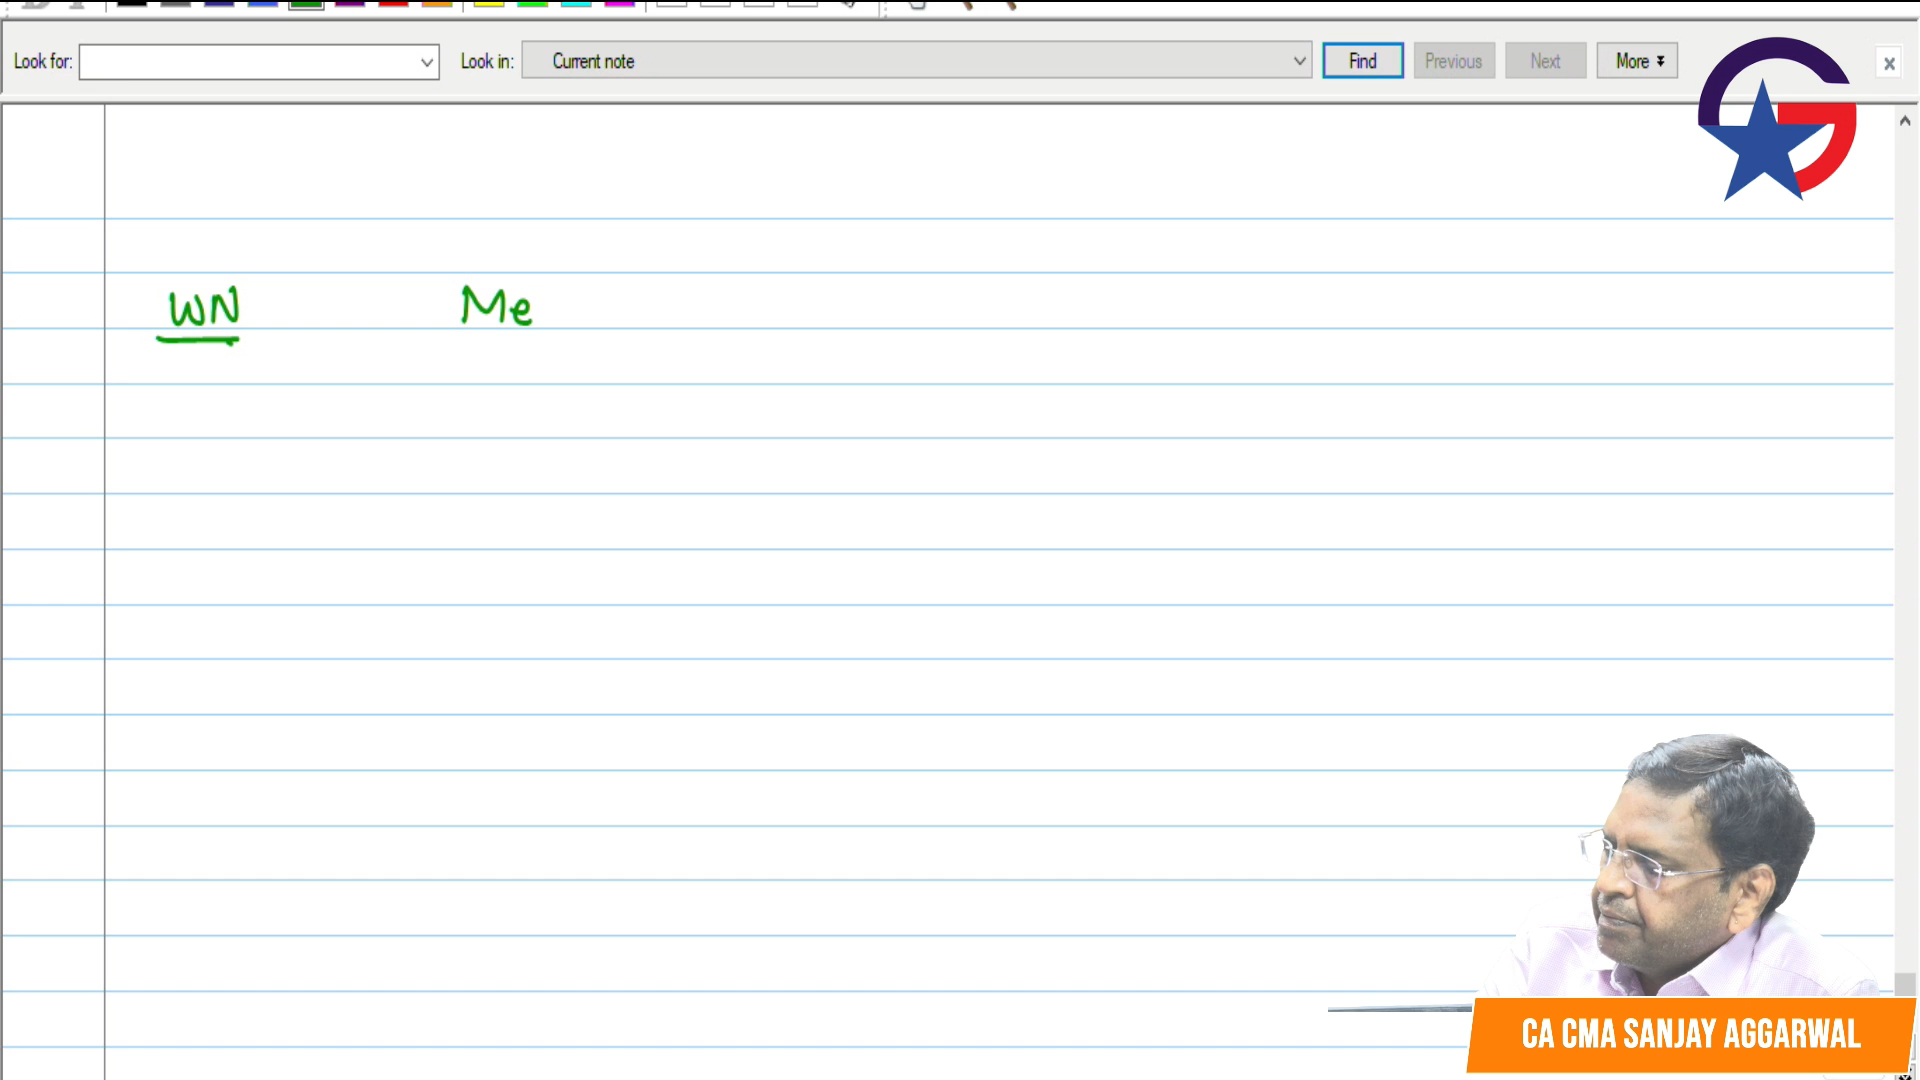 Look for: Look in: Current note Find Previous Next More
WN Me
CA CMA SANJAY AGGARWAL